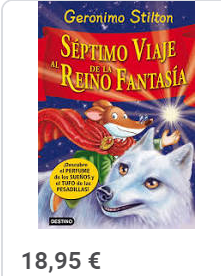 Geronimo Stilton
SÉPTIMO VIAJE
AL
DE LA
REINO FANTASÍA
¡Descubre
el PERFUME
de los SUEÑOS y
el TUFO de las
PESADILLAS!
DESTINO
18,95 €